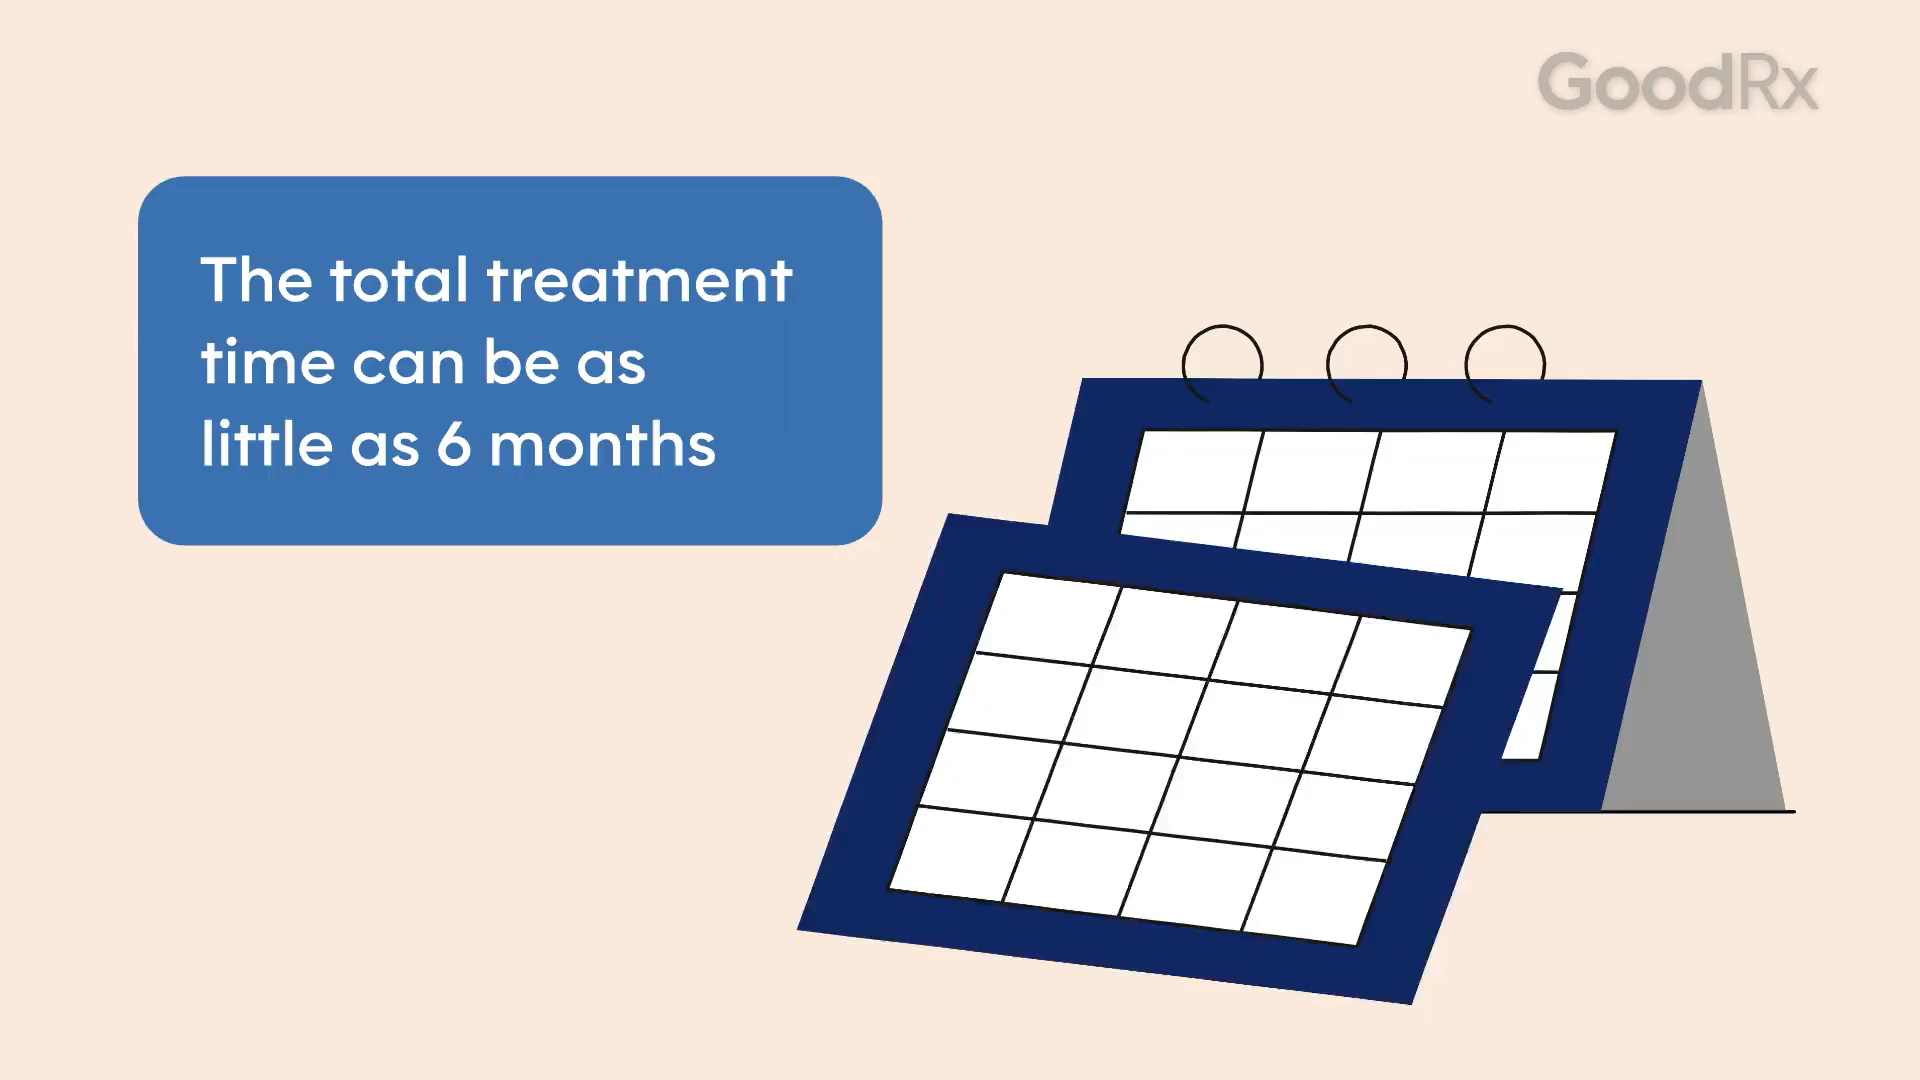 GoodRx
The total treatment
time can be as
little as 6 months